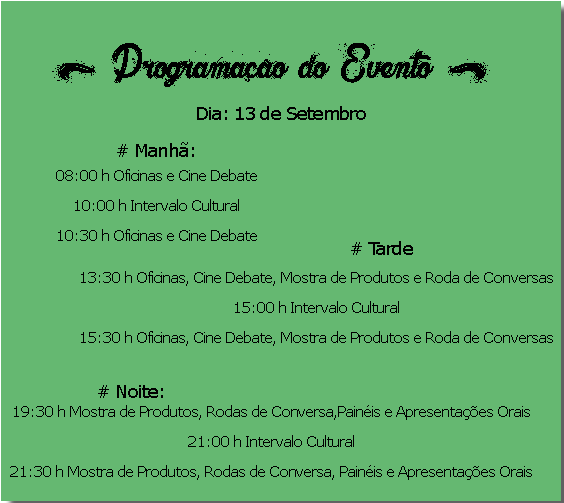 Programação do Evento
Dia: 13 de Setembro
# Manhã:
08:00 h Oficinas e Cine Debate
10:00 h Intervalo Cultural
10:30 h Oficinas e Cine Debate
# Tarde
13:30 h Oficinas, Cine Debate, Mostra de Produtos e Roda de Conversas
15:00 h Intervalo Cultural
15:30 h Oficinas, Cine Debate, Mostra de Produtos e Roda de Conversas
# Noite:
19:30 h Mostra de Produtos, Rodas de Conversa,Painéis e Apresentações Orais
21:00 h Intervalo Cultural
21:30 h Mostra de Produtos, Rodas de Conversa, Painéis e Apresentações Orais